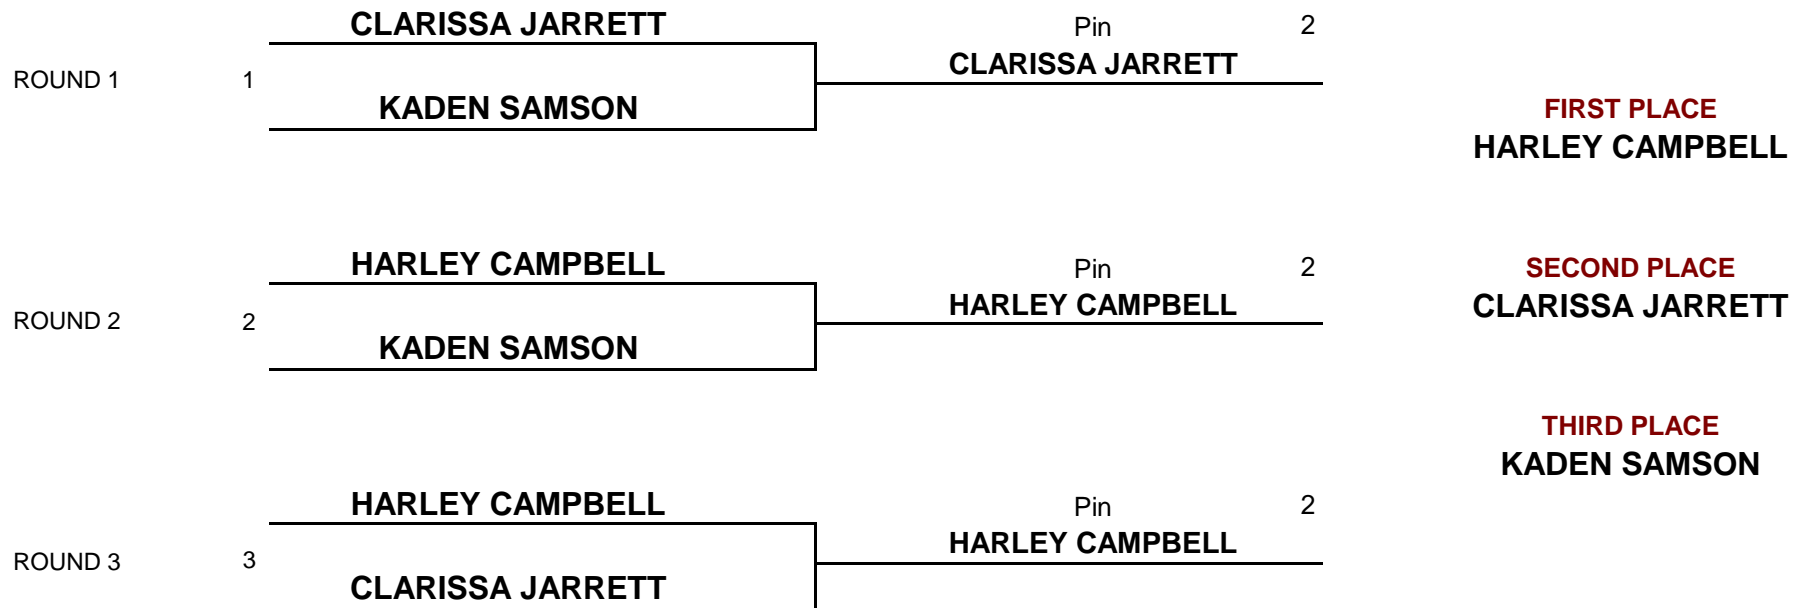 CLARISSA JARRETT
Pin 2
CLARISSA JARRETT
ROUND 1 1
KADEN SAMSON
FIRST PLACE
HARLEY CAMPBELL
HARLEY CAMPBELL
Pin 2
HARLEY CAMPBELL
ROUND 2 2
KADEN SAMSON
SECOND PLACE
CLARISSA JARRETT
THIRD PLACE
KADEN SAMSON
HARLEY CAMPBELL
Pin 2
HARLEY CAMPBELL
ROUND 3 3
CLARISSA JARRETT